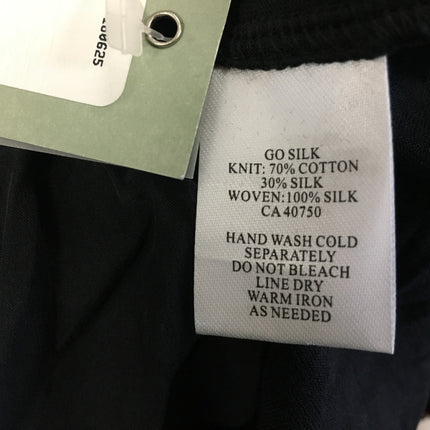 GO SILK
KNIT: 70% COTTON
30% SILK
WOVEN:100% SILK
CA 40750
HAND WASH COLD
SEPARATELY
DO NOT BLEACH
LINE DRY
WARM IRON
AS NEEDED